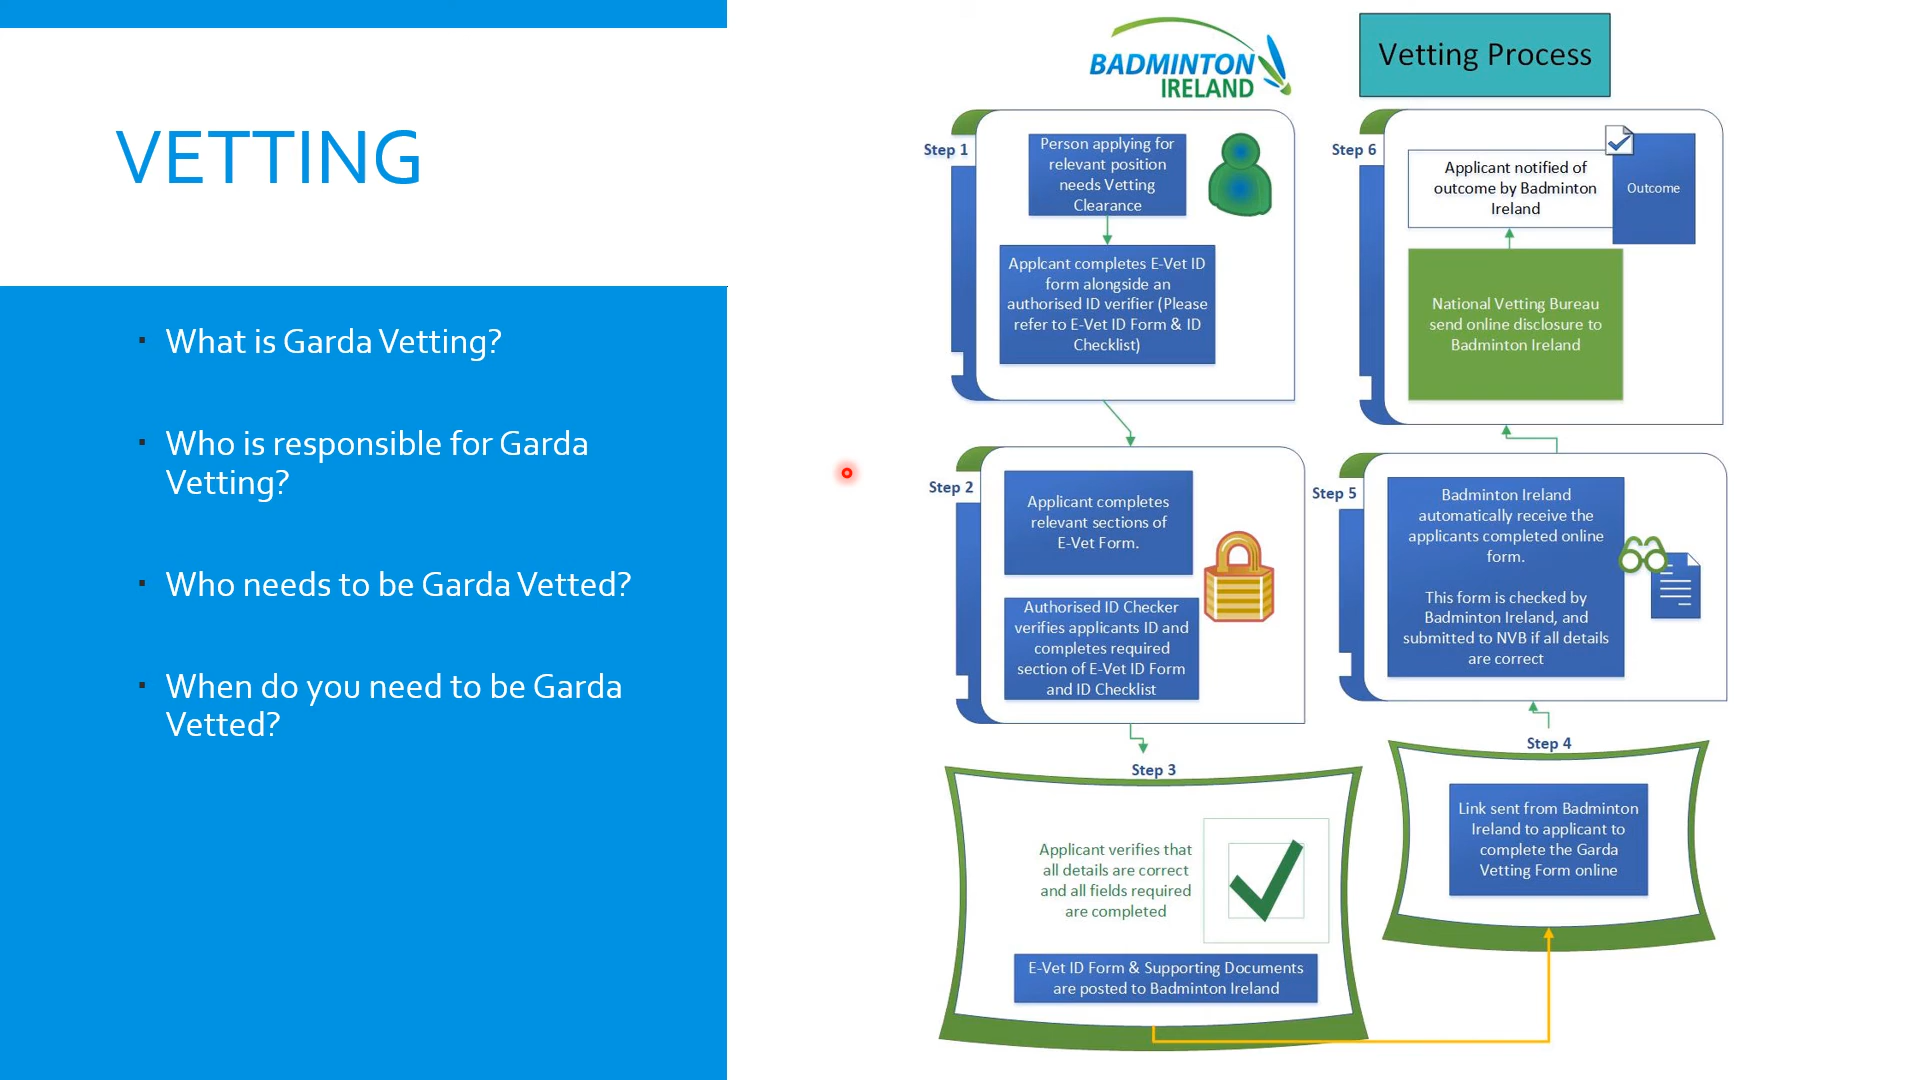 VETTING
What is Garda Vetting?
Who is responsible for Garda
Vetting?
Who needs to be Garda Vetted?
When do you need to be Garda
Vetted?
BADMINTON
IRELAND
Vetting Process
Step 1
Person applying for
relevant position
needs Vetting
Clearance
Applcant completes E-Vet ID
form alongside an
authorised ID verifier (Please
refer to E-Vet ID Form & ID
Checklist)
Step 2
Applicant completes
relevant sections of
E-Vet Form.
Authorised ID Checker
verifies applicants ID and
completes required
section of E-Vet ID Form
and ID Checklist
Step 3
Applicant verifies that
all details are correct
and all fields required
are completed
E-Vet ID Form & Supporting Documents
are posted to Badminton Ireland
Step 4
Link sent from Badminton
Ireland to applicant to
complete the Garda
Vetting Form online
Step 5
Badminton Ireland
automatically receive the
applicants completed online
form.
This form is checked by
Badminton Ireland, and
submitted to NVB if all details
are correct
Step 6
Applicant notified of
outcome by Badminton
Ireland
Outcome
National Vetting Bureau
send online disclosure to
Badminton Ireland